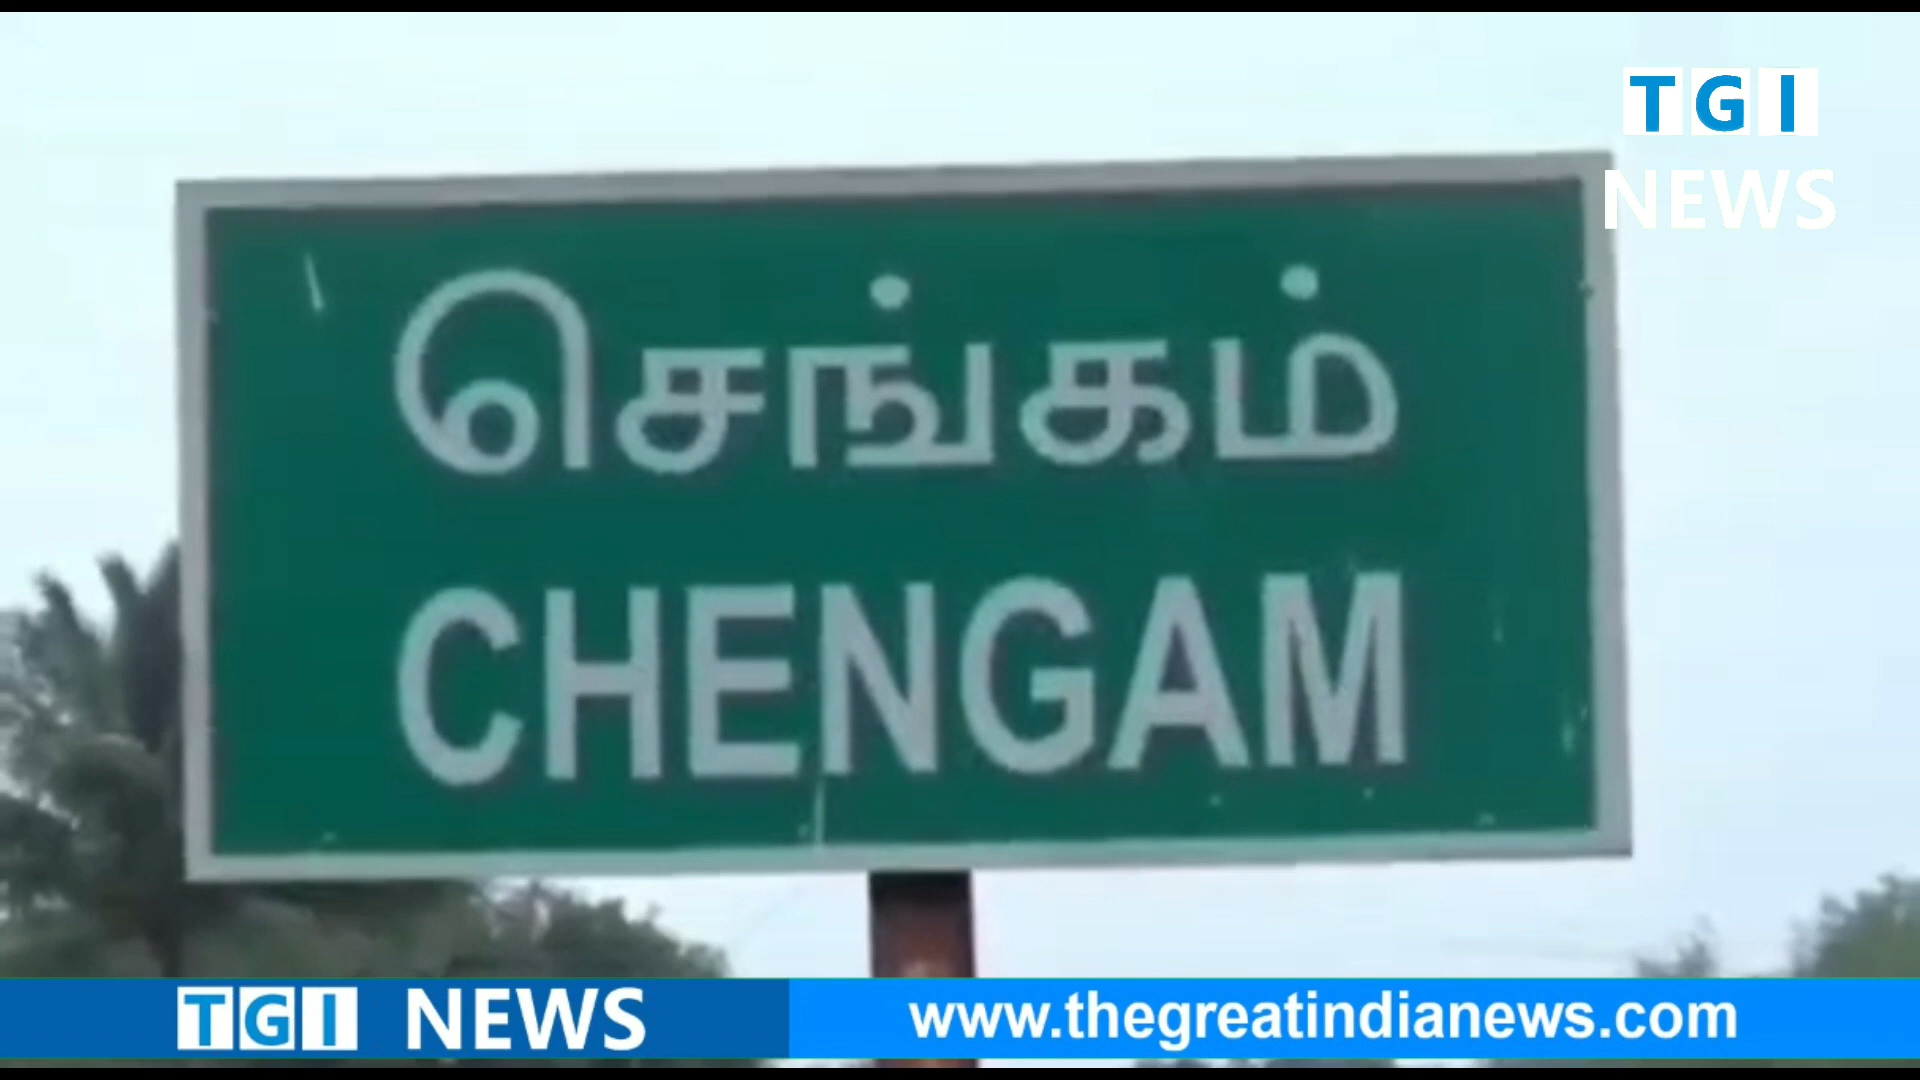 TGI
NEWS
செங்கம்
CHENGAM
TGI NEWS
www.thegreatindianews.com